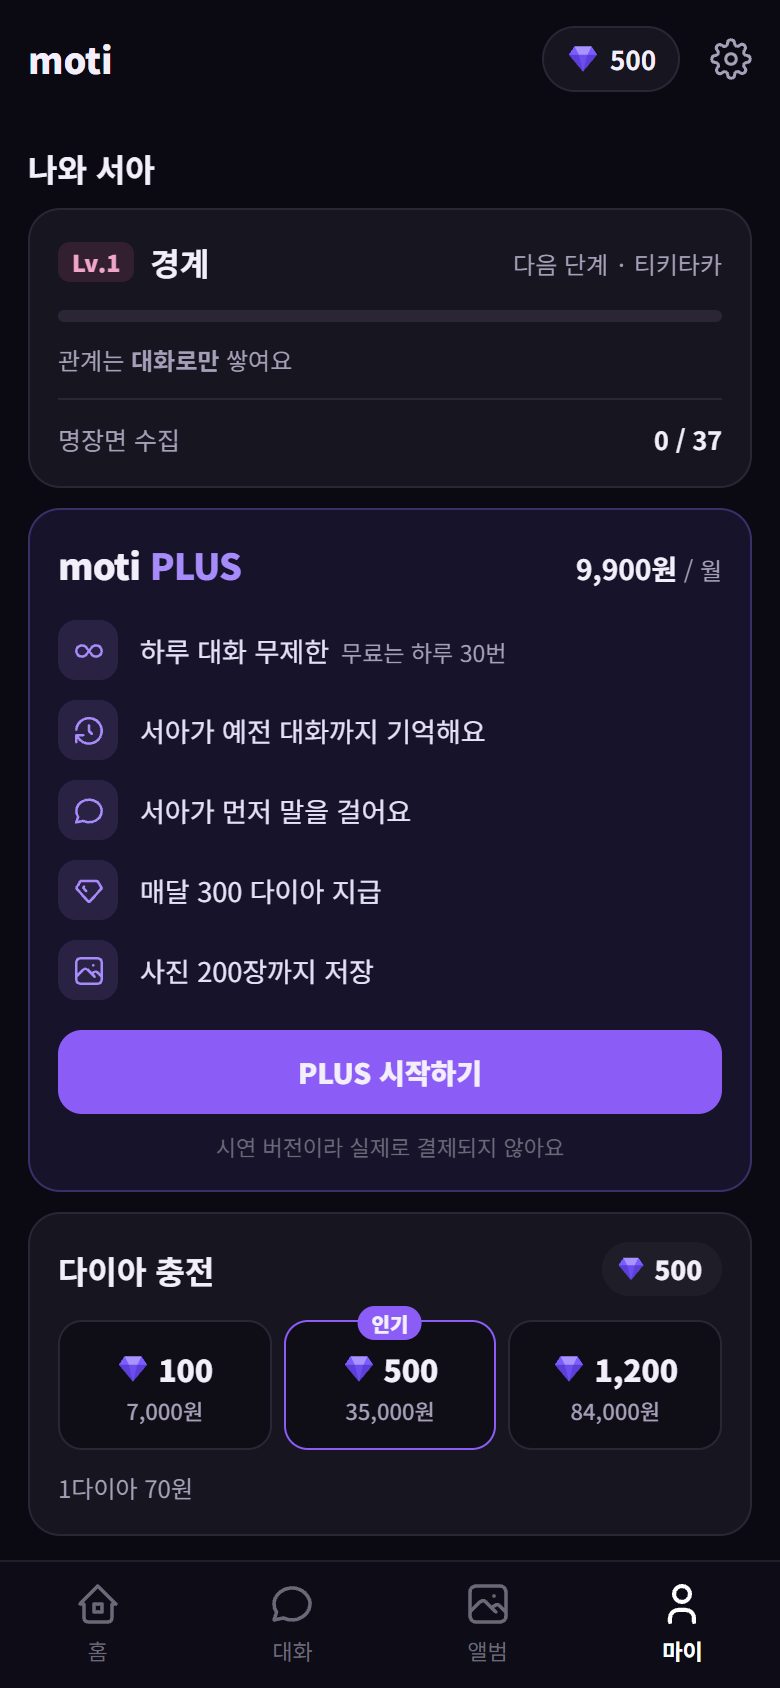 moti
500
나와 서아
Lv.1 경계
다음 단계 · 티키타카
관계는 대화로만 쌓여요
명장면 수집
0 / 37
moti PLUS
9,900원 / 월
하루 대화 무제한 무료는 하루 30번
서아가 예전 대화까지 기억해요
서아가 먼저 말을 걸어요
매달 300 다이아 지급
사진 200장까지 저장
PLUS 시작하기
시연 버전이라 실제로 결제되지 않아요
다이아 충전
500
100
7,000원
인기
500
35,000원
1,200
84,000원
1다이아 70원
홈
대화
앨범
마이